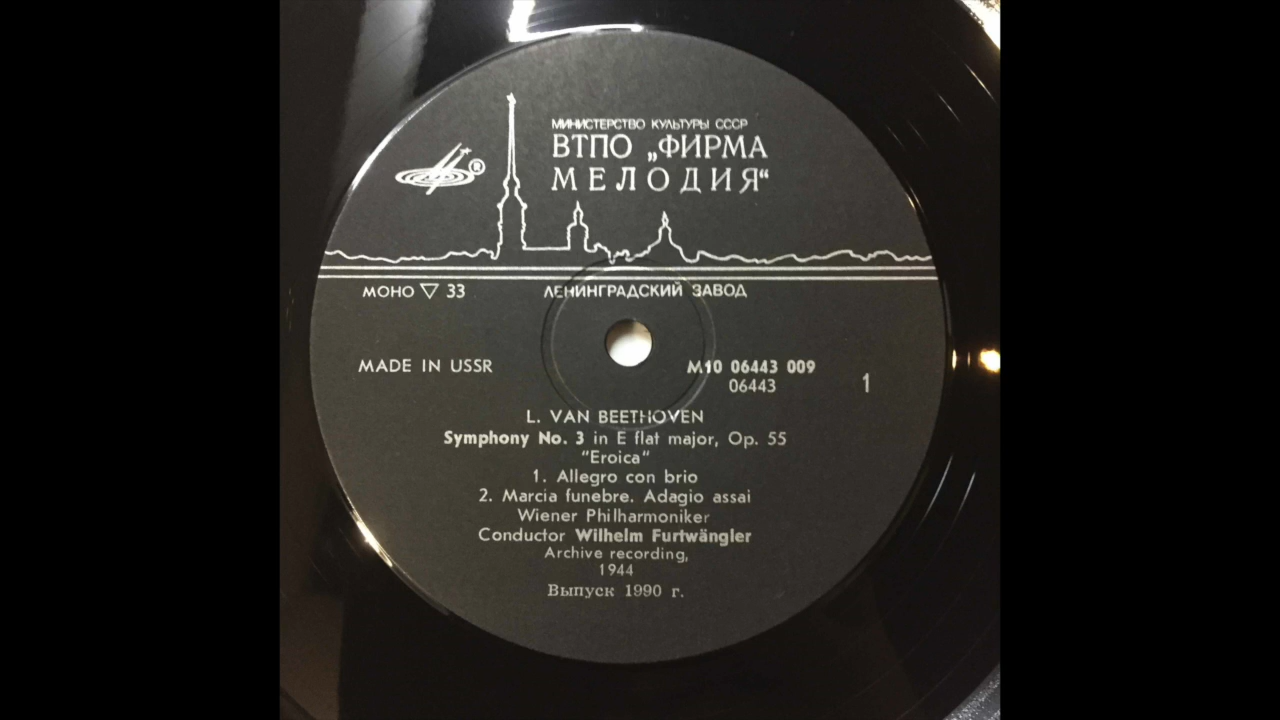 МИНИСТЕРСТВО КУЛЬТУРЫ СССР
ВТПО „ФИРМА
МЕЛОДИЯ“
®
МОНО ▽ 33
ЛЕНИНГРАДСКИЙ ЗАВОД
MADE IN USSR
М10 06443 009
06443
1
L. VAN BEETHOVEN
Symphony No. 3 in E flat major, Op. 55
"Eroica"
1. Allegro con brio
2. Marcia funebre. Adagio assai
Wiener Philharmoniker
Conductor Wilhelm Furtwängler
Archive recording,
1944
Выпуск 1990 г.